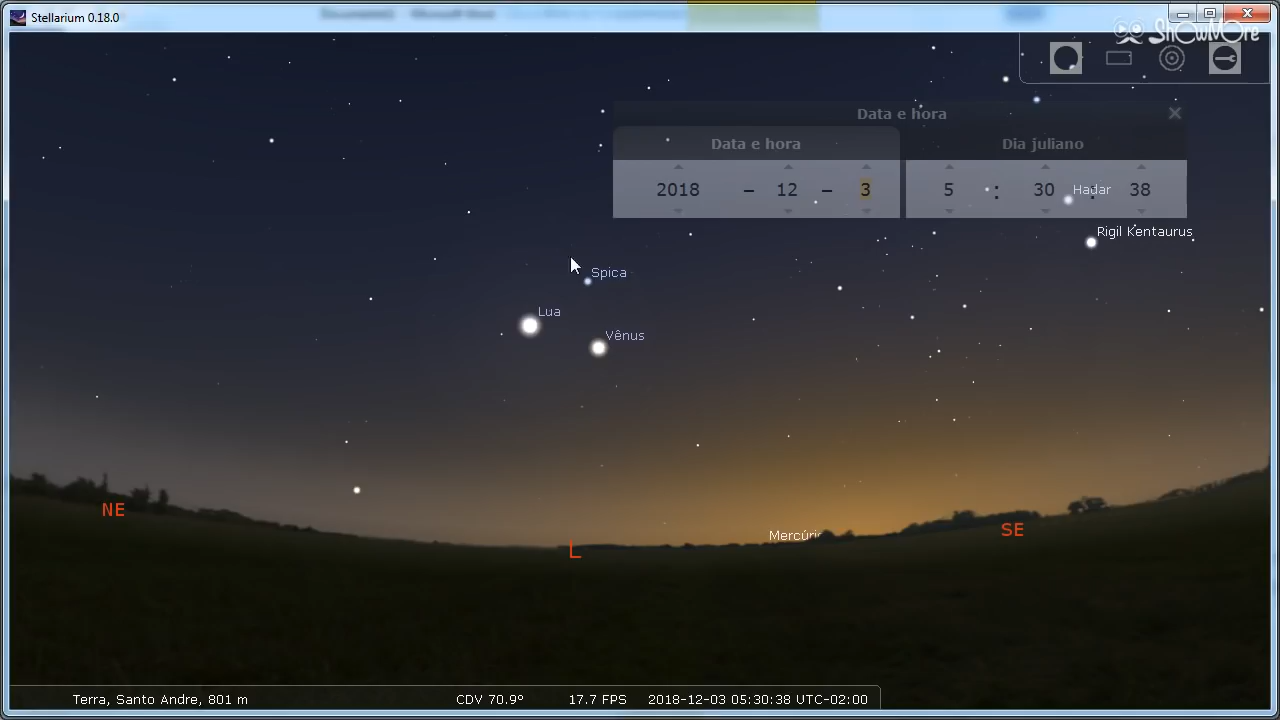 Stellarium 0.18.0
ShowMore
Data e hora
Data e hora
Dia juliano
2018 – 12 – 3
5 : 30 : 38
Hadar
Rigil Kentaurus
Spica
Lua
Vênus
NE
Mercúrio
SE
L
Terra, Santo Andre, 801 m
CDV 70.9°
17.7 FPS
2018-12-03 05:30:38 UTC-02:00